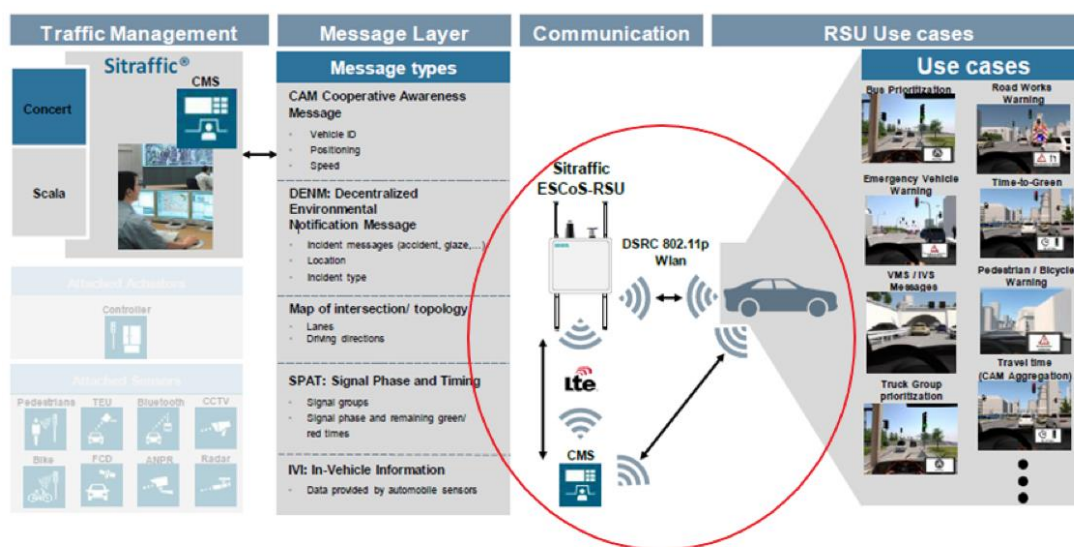 Traffic Management
Message Layer
Communication
RSU Use cases
Sitraffic®
CMS
Concert
Scala
Attached Actuators
Controller
Attached Sensors
Pedestrians
TEU
Bluetooth
CCTV
Bike
FCD
ANPR
Radar
Message types
CAM Cooperative Awareness
Message
· Vehicle ID
· Positioning
· Speed
DENM: Decentralized
Environmental
Notification Message
· Incident messages (accident, glaze,...)
· Location
· Incident type
Map of intersection/ topology
· Lanes
· Driving directions
SPAT: Signal Phase and Timing
· Signal groups
· Signal phase and remaining green/
red times
IVI: In-Vehicle Information
· Data provided by automobile sensors
Sitraffic
ESCoS-RSU
DSRC 802.11p
Wlan
Lte
CMS
Use cases
Bus Prioritization
Road Works
Warning
Emergency Vehicle
Warning
Time-to-Green
VMS / IVS
Messages
Pedestrian / Bicycle
Warning
Truck Group
prioritization
Travel time
(CAM Aggregation)